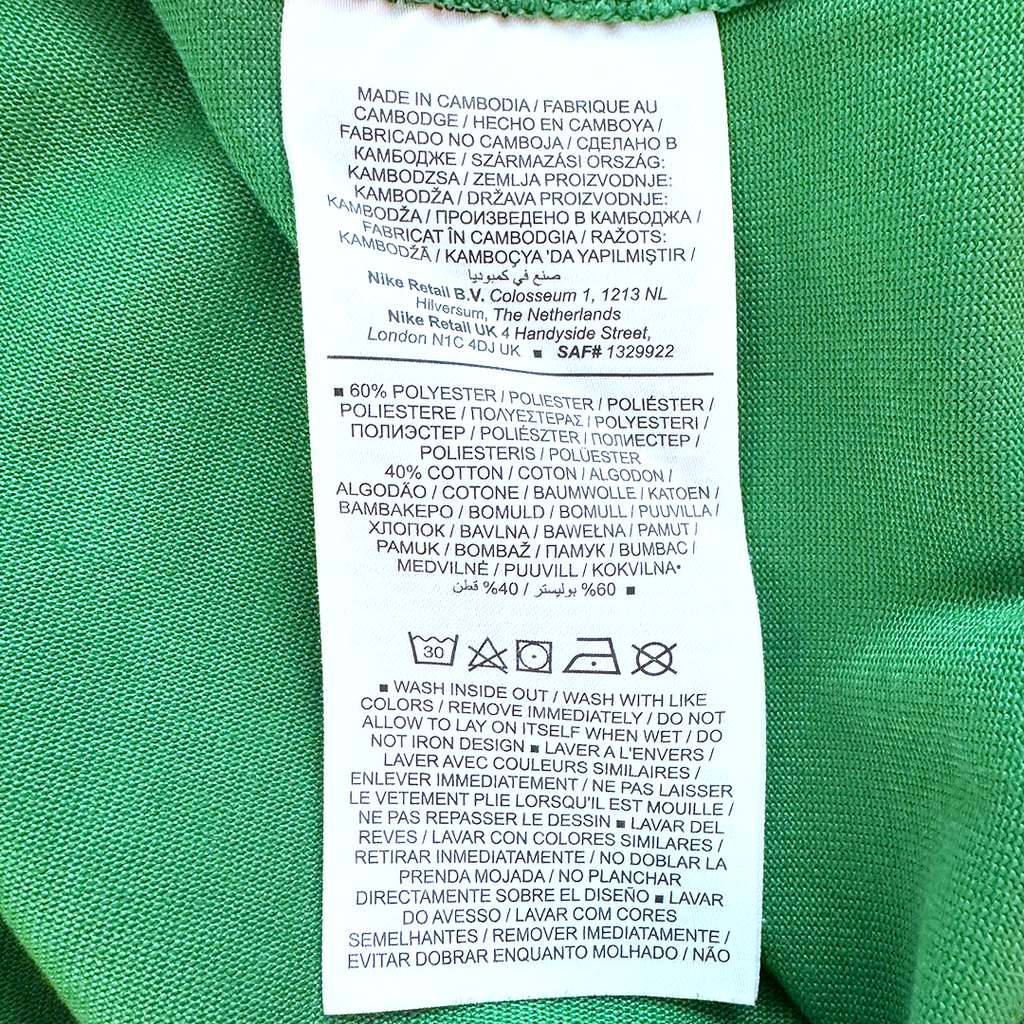 MADE IN CAMBODIA / FABRIQUE AU
CAMBODGE / HECHO EN CAMBOYA /
FABRICADO NO CAMBOJA / СДЕЛАНО В
КАМБОДЖЕ / SZÁRMAZÁSI ORSZÁG:
KAMBODZSA / ZEMLJA PROIZVODNJE:
KAMBODŽA / DRŽAVA PROIZVODNJE:
KAMBODŽA / ПРОИЗВЕДЕНО В КАМБОДЖА /
FABRICAT ÎN CAMBODGIA / RAŽOTS:
KAMBODŽĀ / KAMBOÇYA 'DA YAPILMIŞTIR /
صنع في كمبوديا
Nike Retail B.V. Colosseum 1, 1213 NL
Hilversum, The Netherlands
Nike Retail UK 4 Handyside Street,
London N1C 4DJ UK ■ SAF# 1329922
■ 60% POLYESTER / POLIESTER / POLIÉSTER /
POLIESTERE / ΠΟΛΥΕΣΤΕΡΑΣ / POLYESTERI /
ПОЛИЭСТЕР / POLIÉSZTER / ПОЛИЕСТЕР /
POLIESTERIS / POLÜESTER
40% COTTON / COTON / ALGODON /
ALGODÃO / COTONE / BAUMWOLLE / KATOEN /
ΒΑΜΒΑΚΕΡΟ / BOMULD / BOMULL / PUUVILLA /
ХЛОПОК / BAVLNA / BAWEŁNA / PAMUT /
PAMUK / BOMBAŽ / ПАМУК / BUMBAC /
MEDVILNĖ / PUUVILL / KOKVILNA•
60% بوليستر / 40% قطن ■
30
■ WASH INSIDE OUT / WASH WITH LIKE
COLORS / REMOVE IMMEDIATELY / DO NOT
ALLOW TO LAY ON ITSELF WHEN WET / DO
NOT IRON DESIGN ■ LAVER A L'ENVERS /
LAVER AVEC COULEURS SIMILAIRES /
ENLEVER IMMEDIATEMENT / NE PAS LAISSER
LE VETEMENT PLIE LORSQU'IL EST MOUILLE /
NE PAS REPASSER LE DESSIN ■ LAVAR DEL
REVES / LAVAR CON COLORES SIMILARES /
RETIRAR INMEDIATAMENTE / NO DOBLAR LA
PRENDA MOJADA / NO PLANCHAR
DIRECTAMENTE SOBRE EL DISEÑO ■ LAVAR
DO AVESSO / LAVAR COM CORES
SEMELHANTES / REMOVER IMEDIATAMENTE /
EVITAR DOBRAR ENQUANTO MOLHADO / NÃO